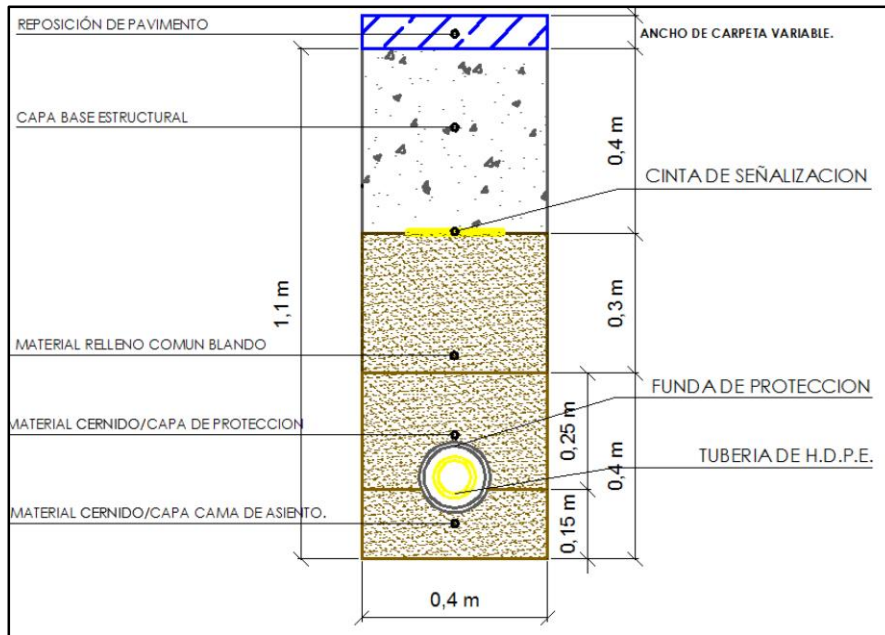 REPOSICIÓN DE PAVIMENTO
ANCHO DE CARPETA VARIABLE.
CAPA BASE ESTRUCTURAL
0,4 m
CINTA DE SEÑALIZACION
1,1 m
0,3 m
MATERIAL RELLENO COMUN BLANDO
FUNDA DE PROTECCION
MATERIAL CERNIDO/CAPA DE PROTECCION
0,25 m
0,4 m
TUBERIA DE H.D.P.E.
MATERIAL CERNIDO/CAPA CAMA DE ASIENTO.
0,15 m
0,4 m